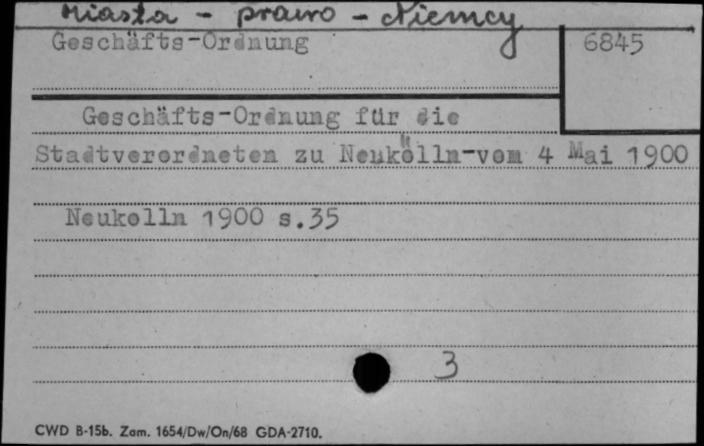 Miasta - prawo - Niemcy
Geschäfts-Ordnung 6845
Geschäfts-Ordnung für die
Stadtverordneten zu Neukölln-vom 4 Mai 1900
Neukolln 1900 s.35
3
CWD B-15b. Zam. 1654/Dw/On/68 GDA-2710.